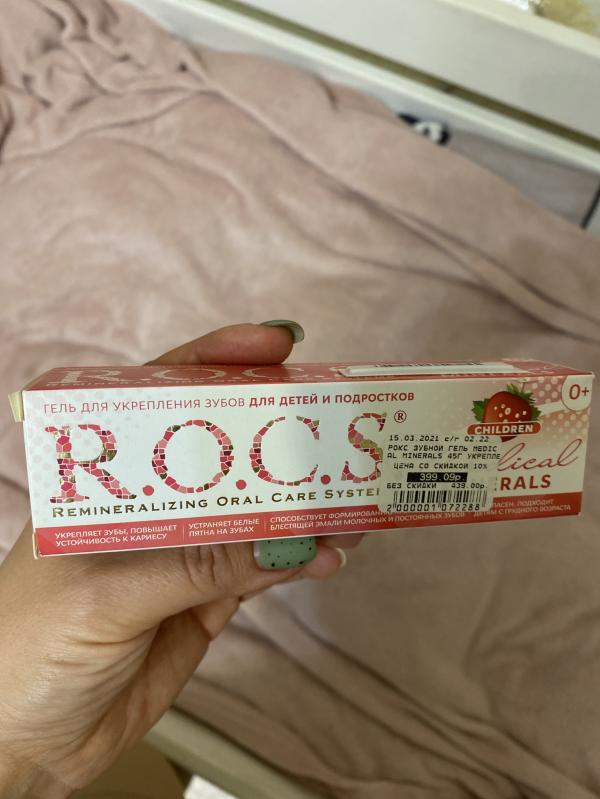 R.O.C.S
ГЕЛЬ ДЛЯ УКРЕПЛЕНИЯ ЗУБОВ ДЛЯ ДЕТЕЙ И ПОДРОСТКОВ
0+
CHILDREN
R.O.C.S®
REMINERALIZING ORAL CARE SYSTE
15.03.2021 с/г 02.22
РОКС ЗУБНОЙ ГЕЛЬ MEDIC
AL MINERALS 45Г УКРЕПЛЕ
ЦЕНА СО СКИДКОЙ 10%
399.09р
БЕЗ СКИДКИ 439.00р.
2000001072288
dical
ERALS
УКРЕПЛЯЕТ ЗУБЫ, ПОВЫШАЕТ
УСТОЙЧИВОСТЬ К КАРИЕСУ
УСТРАНЯЕТ БЕЛЫЕ
ПЯТНА НА ЗУБАХ
СПОСОБСТВУЕТ ФОРМИРОВАН
БЛЕСТЯЩЕЙ ЭМАЛИ МОЛОЧНЫХ И ПОСТОЯННЫХ ЗУБОВ
ПАСЕН, ПОДХОДИТ
ДЕТЯМ С ГРУДНОГО ВОЗРАСТА